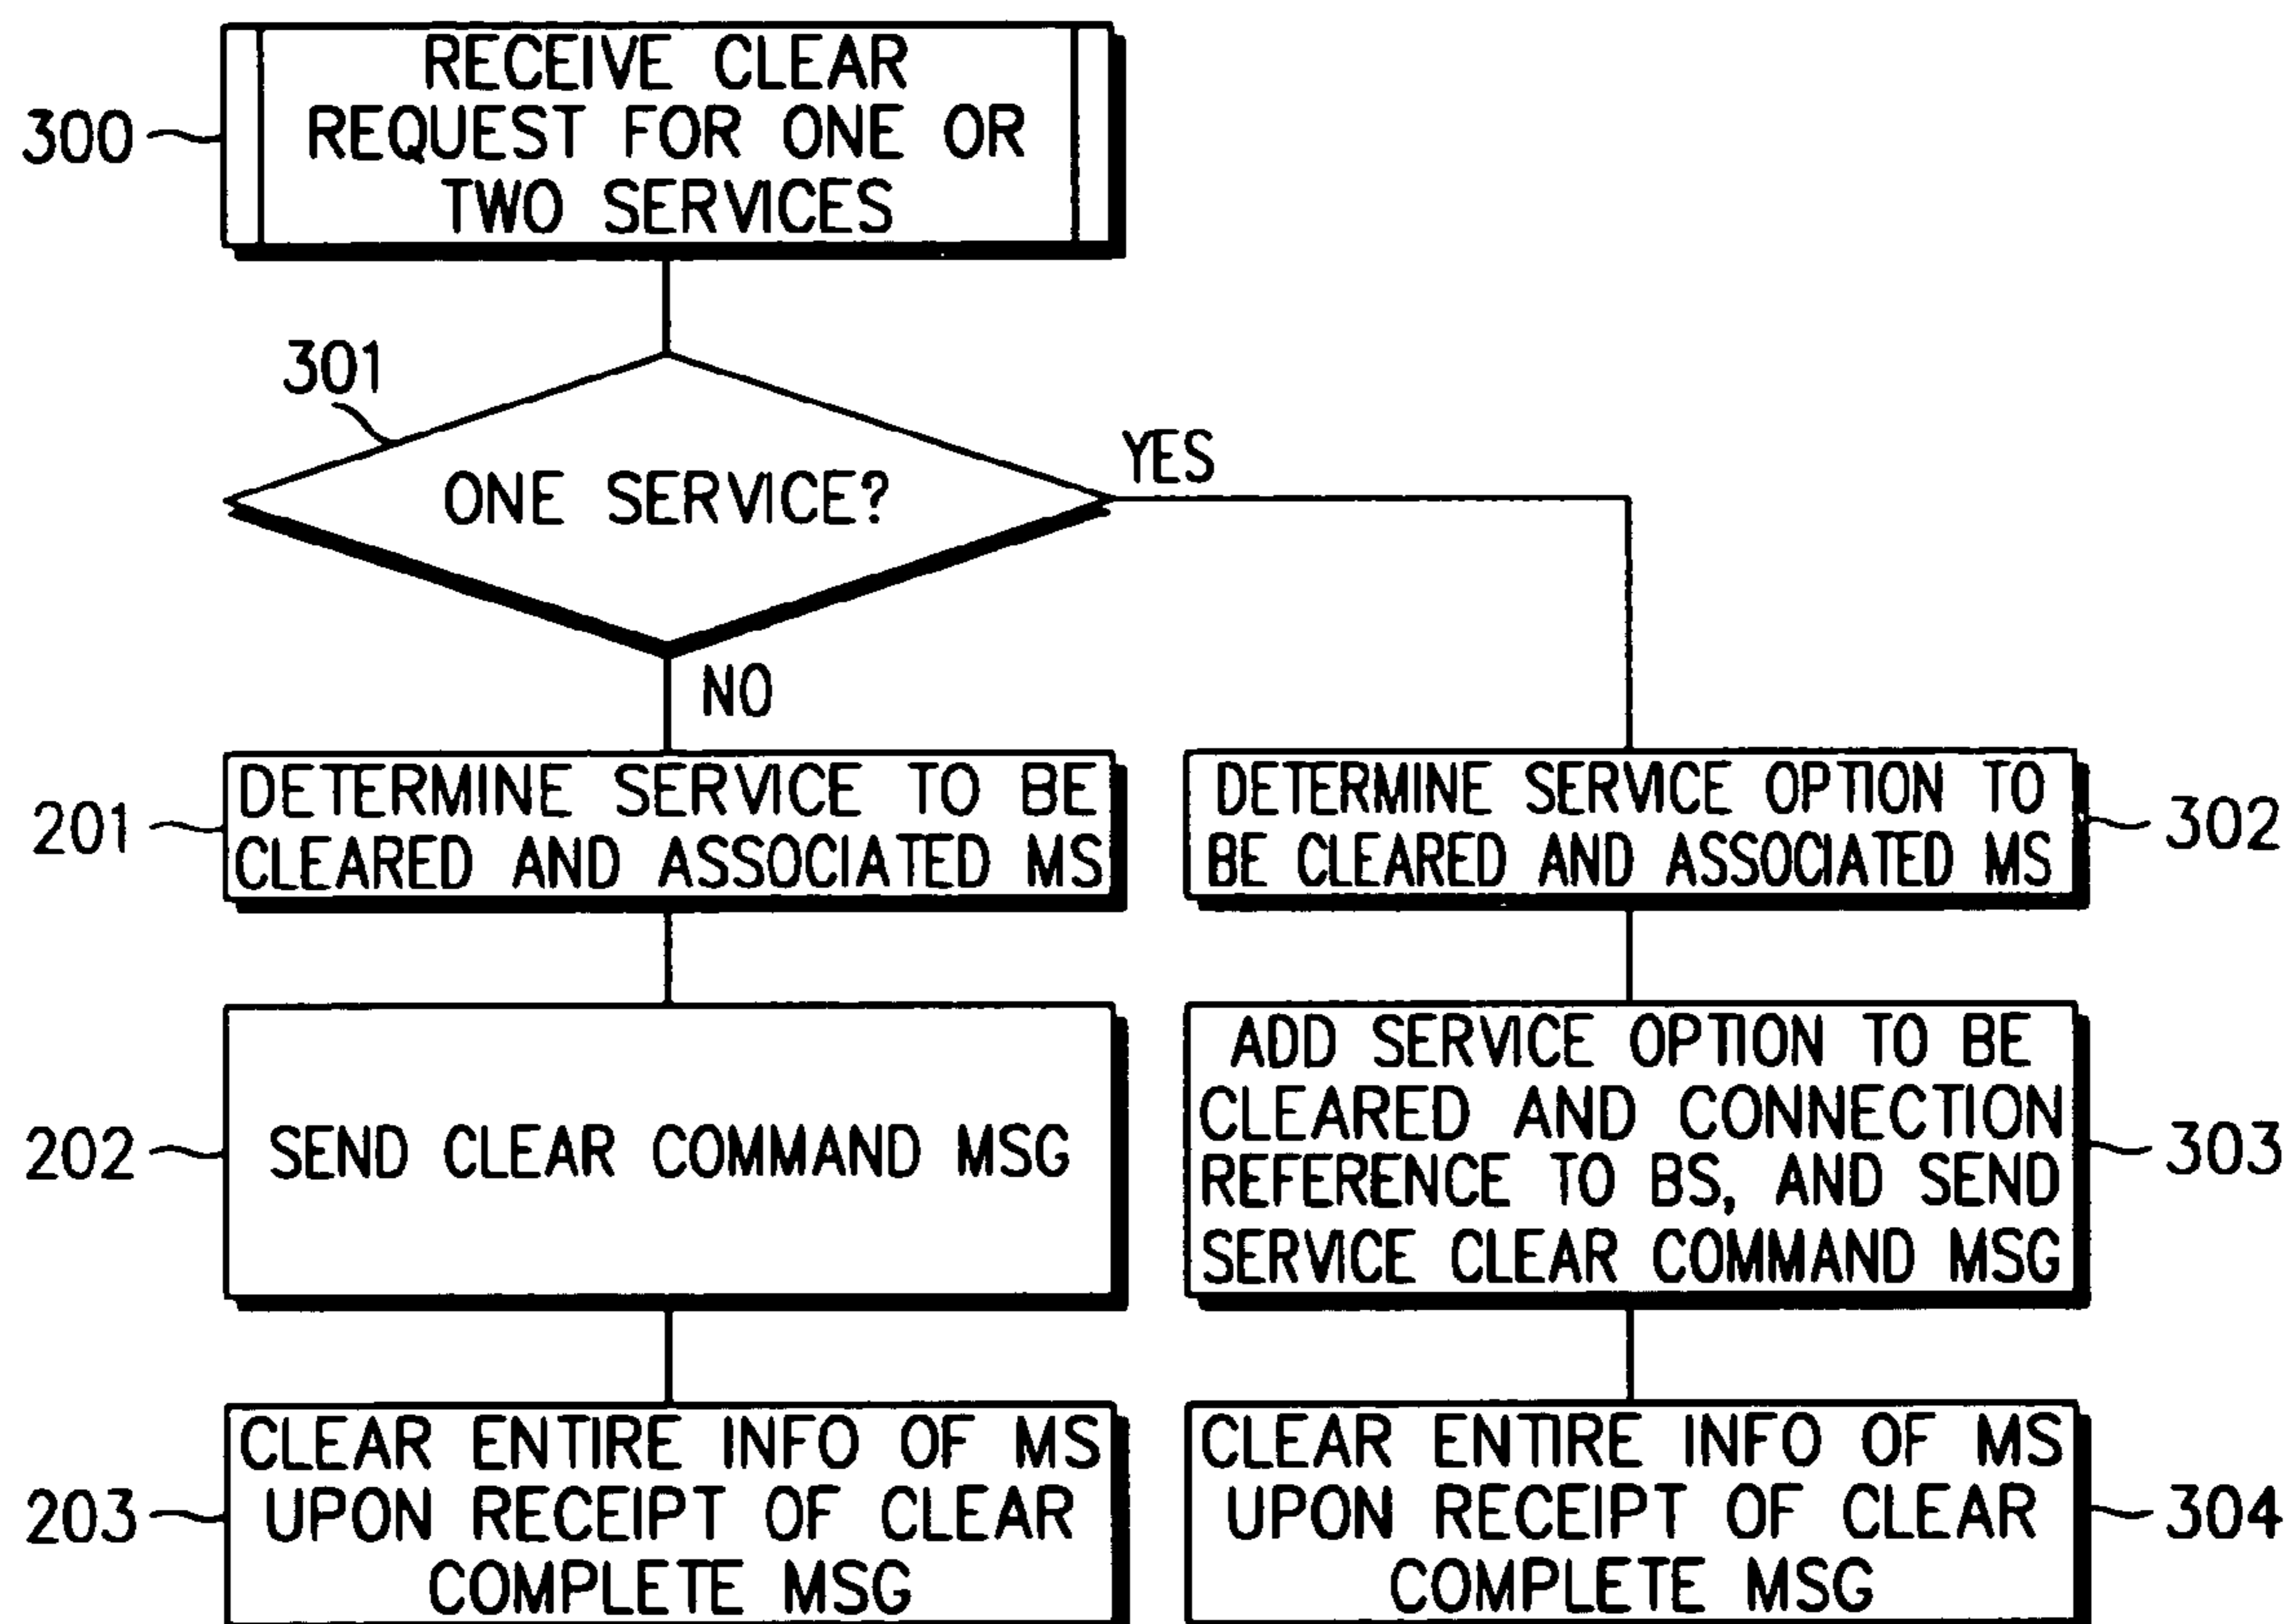 300
RECEIVE CLEAR
REQUEST FOR ONE OR
TWO SERVICES
301
ONE SERVICE?
YES
NO
201
DETERMINE SERVICE TO BE
CLEARED AND ASSOCIATED MS
DETERMINE SERVICE OPTION TO
BE CLEARED AND ASSOCIATED MS
302
202
SEND CLEAR COMMAND MSG
ADD SERVICE OPTION TO BE
CLEARED AND CONNECTION
REFERENCE TO BS, AND SEND
SERVICE CLEAR COMMAND MSG
303
203
CLEAR ENTIRE INFO OF MS
UPON RECEIPT OF CLEAR
COMPLETE MSG
CLEAR ENTIRE INFO OF MS
UPON RECEIPT OF CLEAR
COMPLETE MSG
304